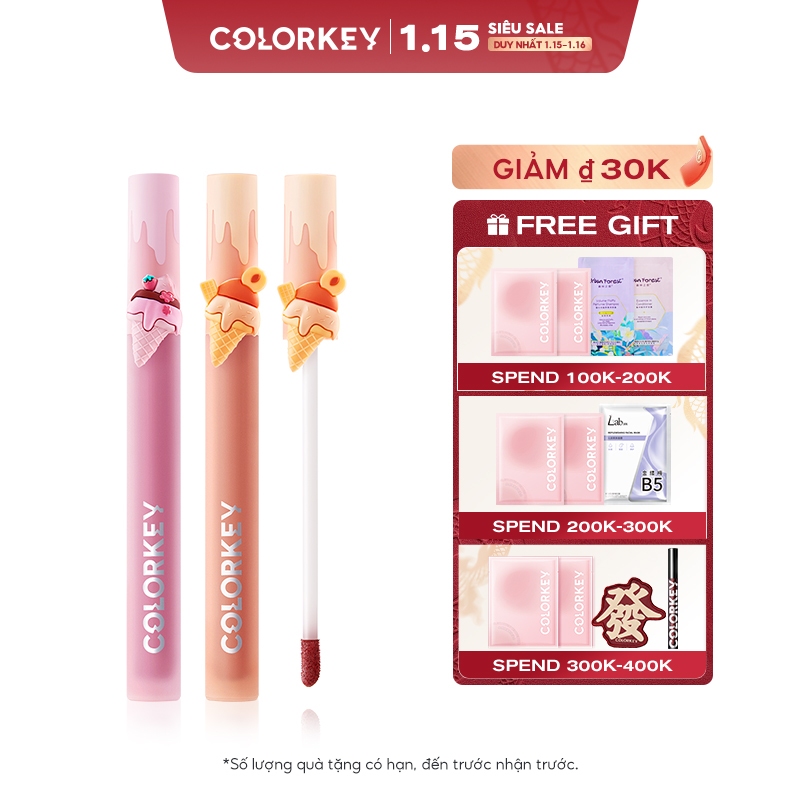 COLORKEY
1.15
SIÊU SALE
DUY NHẤT 1.15-1.16
GIẢM ₫ 30K
FREE GIFT
COLORKEY
COLORKEY
SPEND 100K-200K
COLORKEY
COLORKEY
Lab
B5
SPEND 200K-300K
COLORKEY
COLORKEY
發
COLORKEY
COLORKEY
SPEND 300K-400K
COLORKEY
COLORKEY
*Số lượng quà tặng có hạn, đến trước nhận trước.